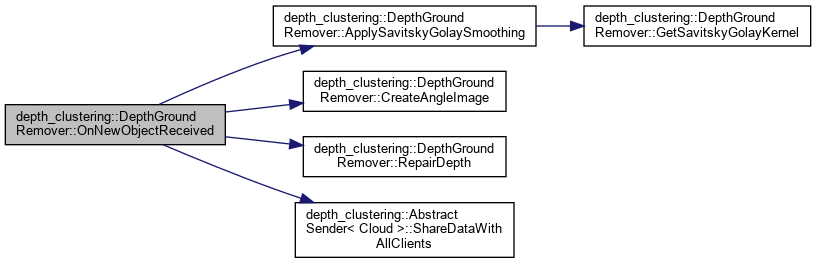 depth_clustering::DepthGround
Remover::OnNewObjectReceived
depth_clustering::DepthGround
Remover::ApplySavitskyGolaySmoothing
depth_clustering::DepthGround
Remover::GetSavitskyGolayKernel
depth_clustering::DepthGround
Remover::CreateAngleImage
depth_clustering::DepthGround
Remover::RepairDepth
depth_clustering::Abstract
Sender< Cloud >::ShareDataWith
AllClients